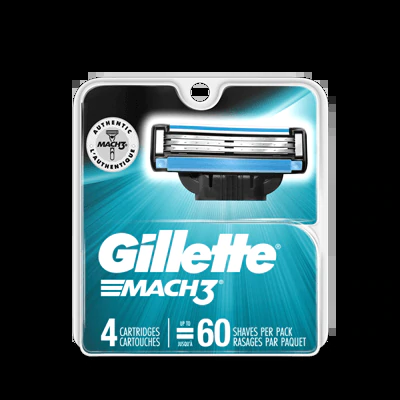 AUTHENTIC
MACH3
L'AUTHENTIQUE
Gillette®
MACH3®
4 CARTRIDGES
CARTOUCHES
UP TO
JUSQU'À
=60 SHAVES PER PACK
RASAGES PAR PAQUET